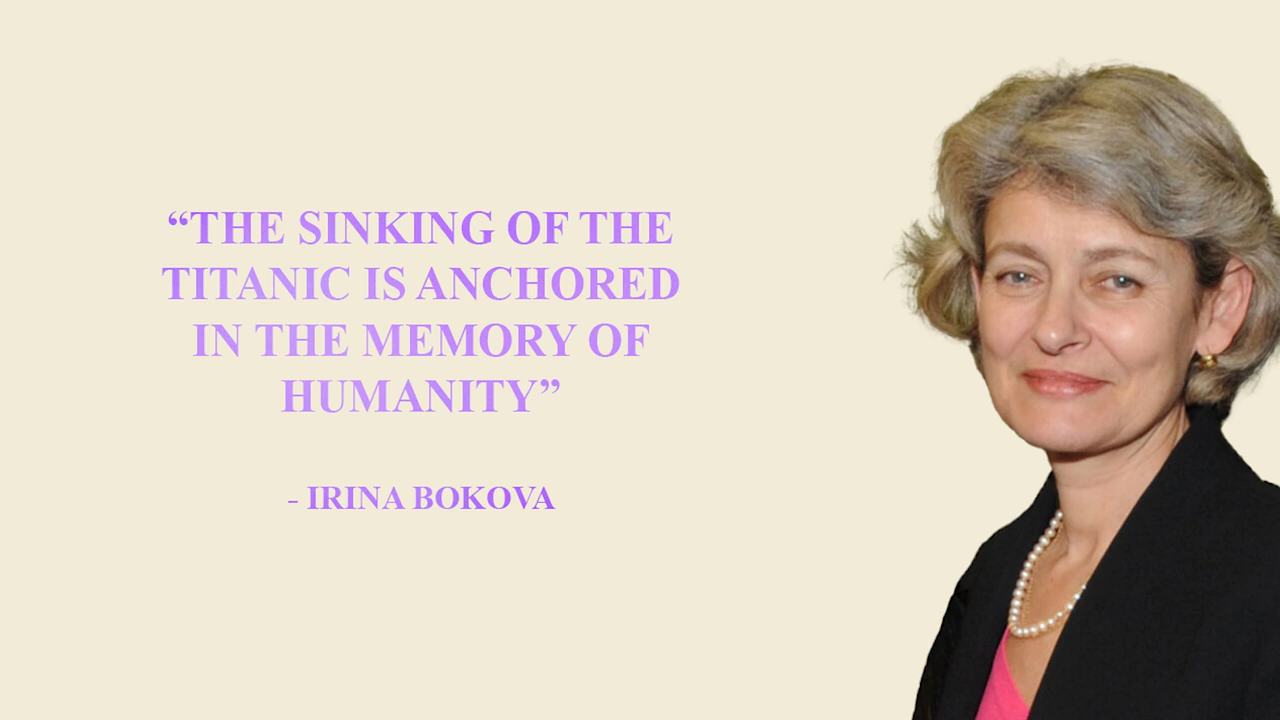 “THE SINKING OF THE
TITANIC IS ANCHORED
IN THE MEMORY OF
HUMANITY”
- IRINA BOKOVA